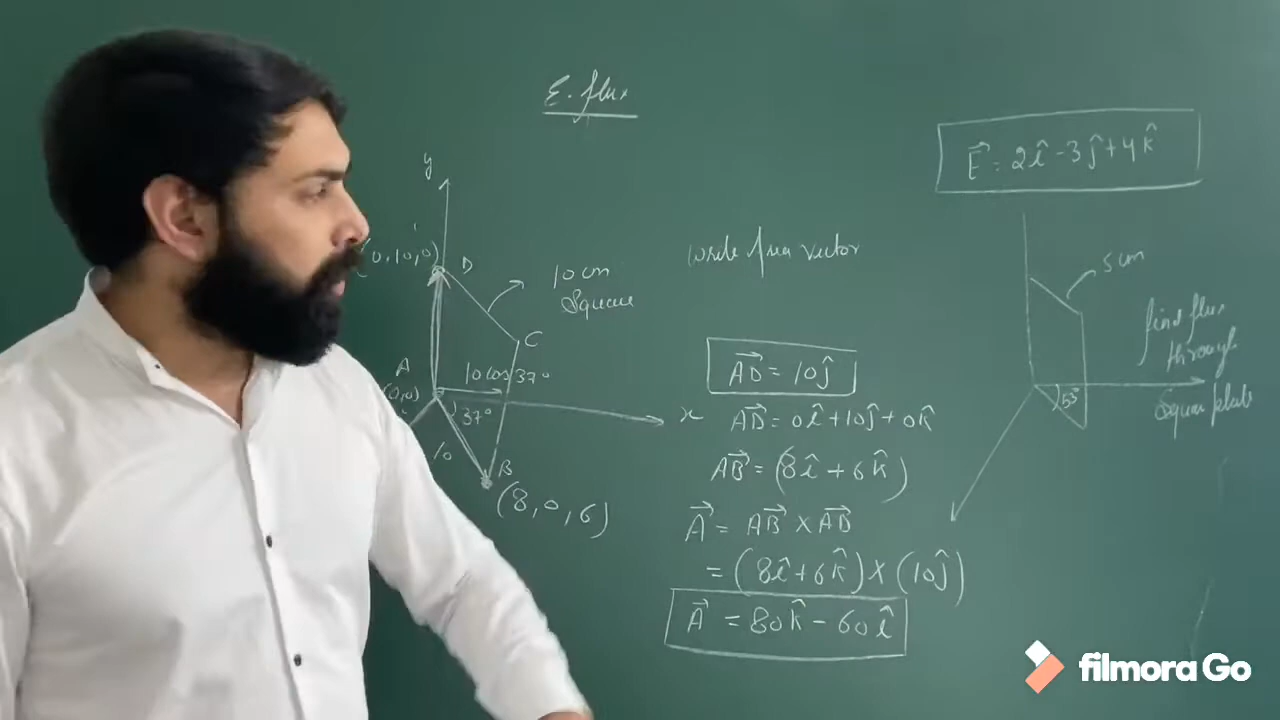 E. flux
y
(0,10,0)
D
10 cm
Square
C
A
(0,0)
10 cos 37°
37°
10
B
(8,0,6)
x
write Area vector
AD⃗ = 10ĵ
AD⃗ = 0î+10ĵ+0k̂
AB⃗ = (8î + 6k̂)
A⃗ = AB⃗ × AD⃗
= (8î+6k̂)×(10ĵ)
A⃗ = 80k̂ - 60î
E⃗ = 2î - 3ĵ + 4k̂
5 cm
find flux
through
Square plate
53°
filmora Go